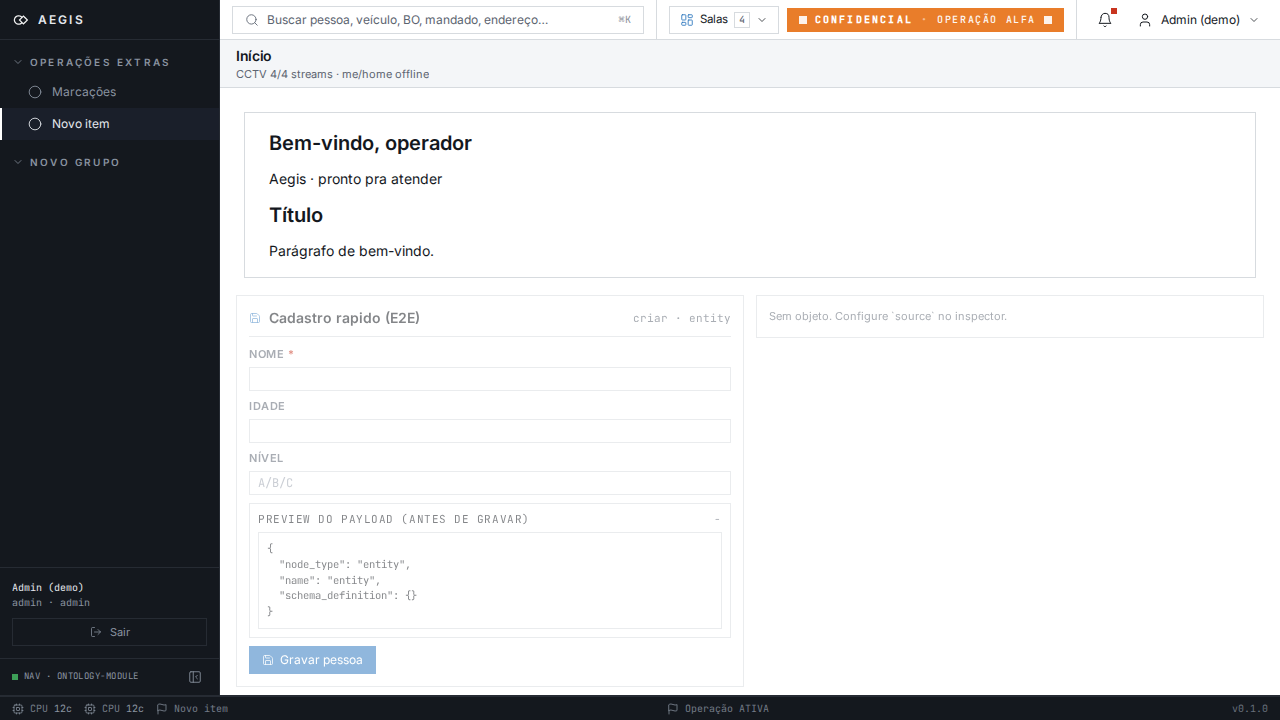 AEGIS
OPERAÇÕES EXTRAS
Marcações
Novo item
NOVO GRUPO
Admin (demo)
admin · admin
Sair
NAV · ONTOLOGY-MODULE
Buscar pessoa, veículo, BO, mandado, endereço... ⌘K
Salas 4
CONFIDENCIAL · OPERAÇÃO ALFA
Admin (demo)
Início
CCTV 4/4 streams · me/home offline
Bem-vindo, operador
Aegis · pronto pra atender
Título
Parágrafo de bem-vindo.
Cadastro rapido (E2E) criar · entity
NOME *
IDADE
NÍVEL
A/B/C
PREVIEW DO PAYLOAD (ANTES DE GRAVAR) -
{
"node_type": "entity",
"name": "entity",
"schema_definition": {}
}
Gravar pessoa
Sem objeto. Configure `source` no inspector.
CPU 12c CPU 12c Novo item Operação ATIVA v0.1.0